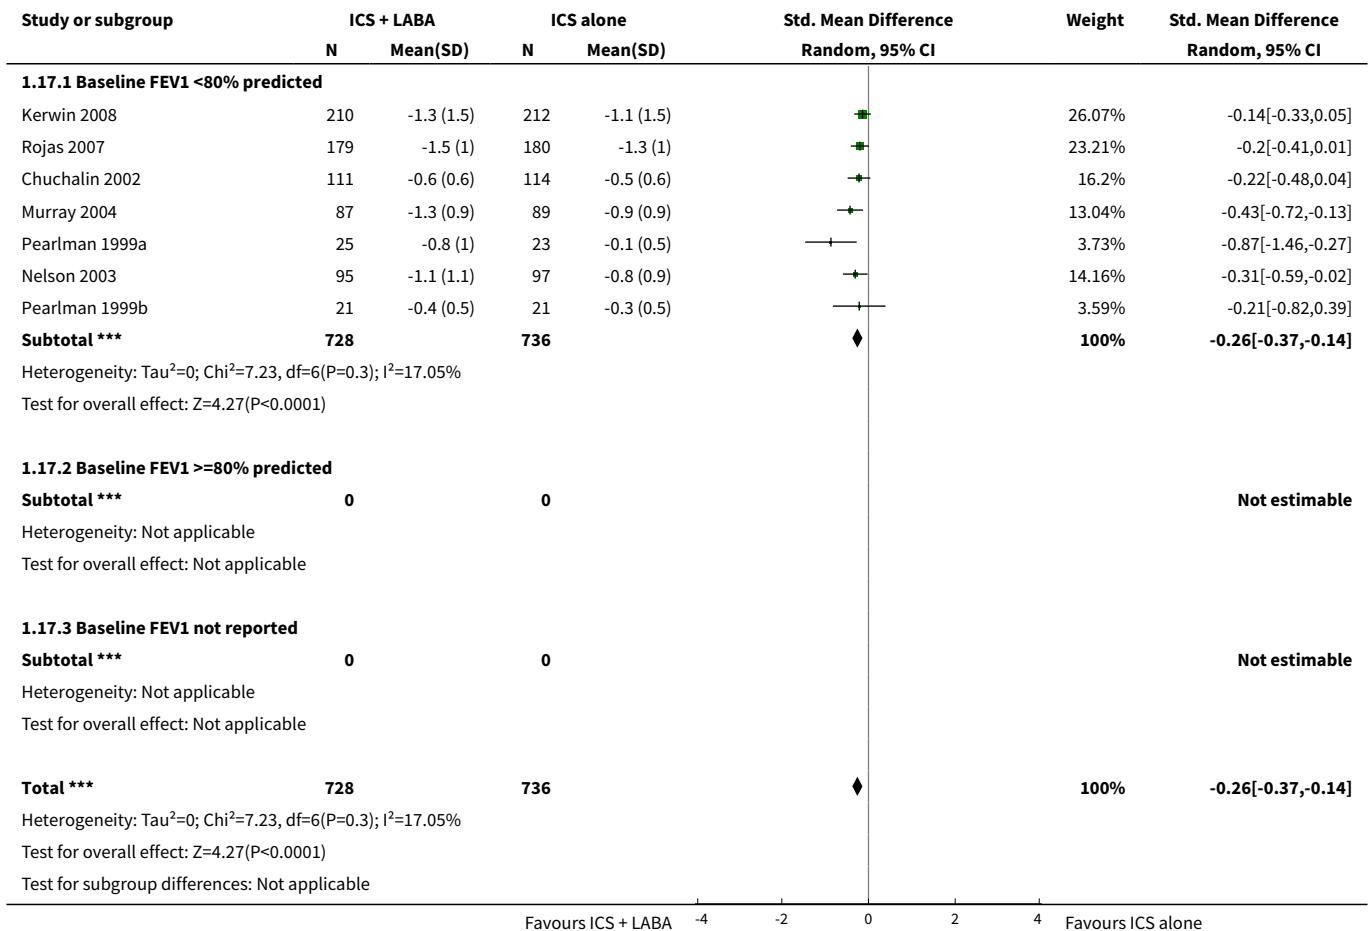 Study or subgroup ICS + LABA ICS alone Std. Mean Difference Weight Std. Mean Difference
N Mean(SD) N Mean(SD) Random, 95% CI Random, 95% CI
1.17.1 Baseline FEV1 <80% predicted
Kerwin 2008 210 -1.3 (1.5) 212 -1.1 (1.5) 26.07% -0.14[-0.33,0.05]
Rojas 2007 179 -1.5 (1) 180 -1.3 (1) 23.21% -0.2[-0.41,0.01]
Chuchalin 2002 111 -0.6 (0.6) 114 -0.5 (0.6) 16.2% -0.22[-0.48,0.04]
Murray 2004 87 -1.3 (0.9) 89 -0.9 (0.9) 13.04% -0.43[-0.72,-0.13]
Pearlman 1999a 25 -0.8 (1) 23 -0.1 (0.5) 3.73% -0.87[-1.46,-0.27]
Nelson 2003 95 -1.1 (1.1) 97 -0.8 (0.9) 14.16% -0.31[-0.59,-0.02]
Pearlman 1999b 21 -0.4 (0.5) 21 -0.3 (0.5) 3.59% -0.21[-0.82,0.39]
Subtotal *** 728 736 100% -0.26[-0.37,-0.14]
Heterogeneity: Tau²=0; Chi²=7.23, df=6(P=0.3); I²=17.05%
Test for overall effect: Z=4.27(P<0.0001)
1.17.2 Baseline FEV1 >=80% predicted
Subtotal *** 0 0 Not estimable
Heterogeneity: Not applicable
Test for overall effect: Not applicable
1.17.3 Baseline FEV1 not reported
Subtotal *** 0 0 Not estimable
Heterogeneity: Not applicable
Test for overall effect: Not applicable
Total *** 728 736 100% -0.26[-0.37,-0.14]
Heterogeneity: Tau²=0; Chi²=7.23, df=6(P=0.3); I²=17.05%
Test for overall effect: Z=4.27(P<0.0001)
Test for subgroup differences: Not applicable
Favours ICS + LABA -4 -2 0 2 4 Favours ICS alone